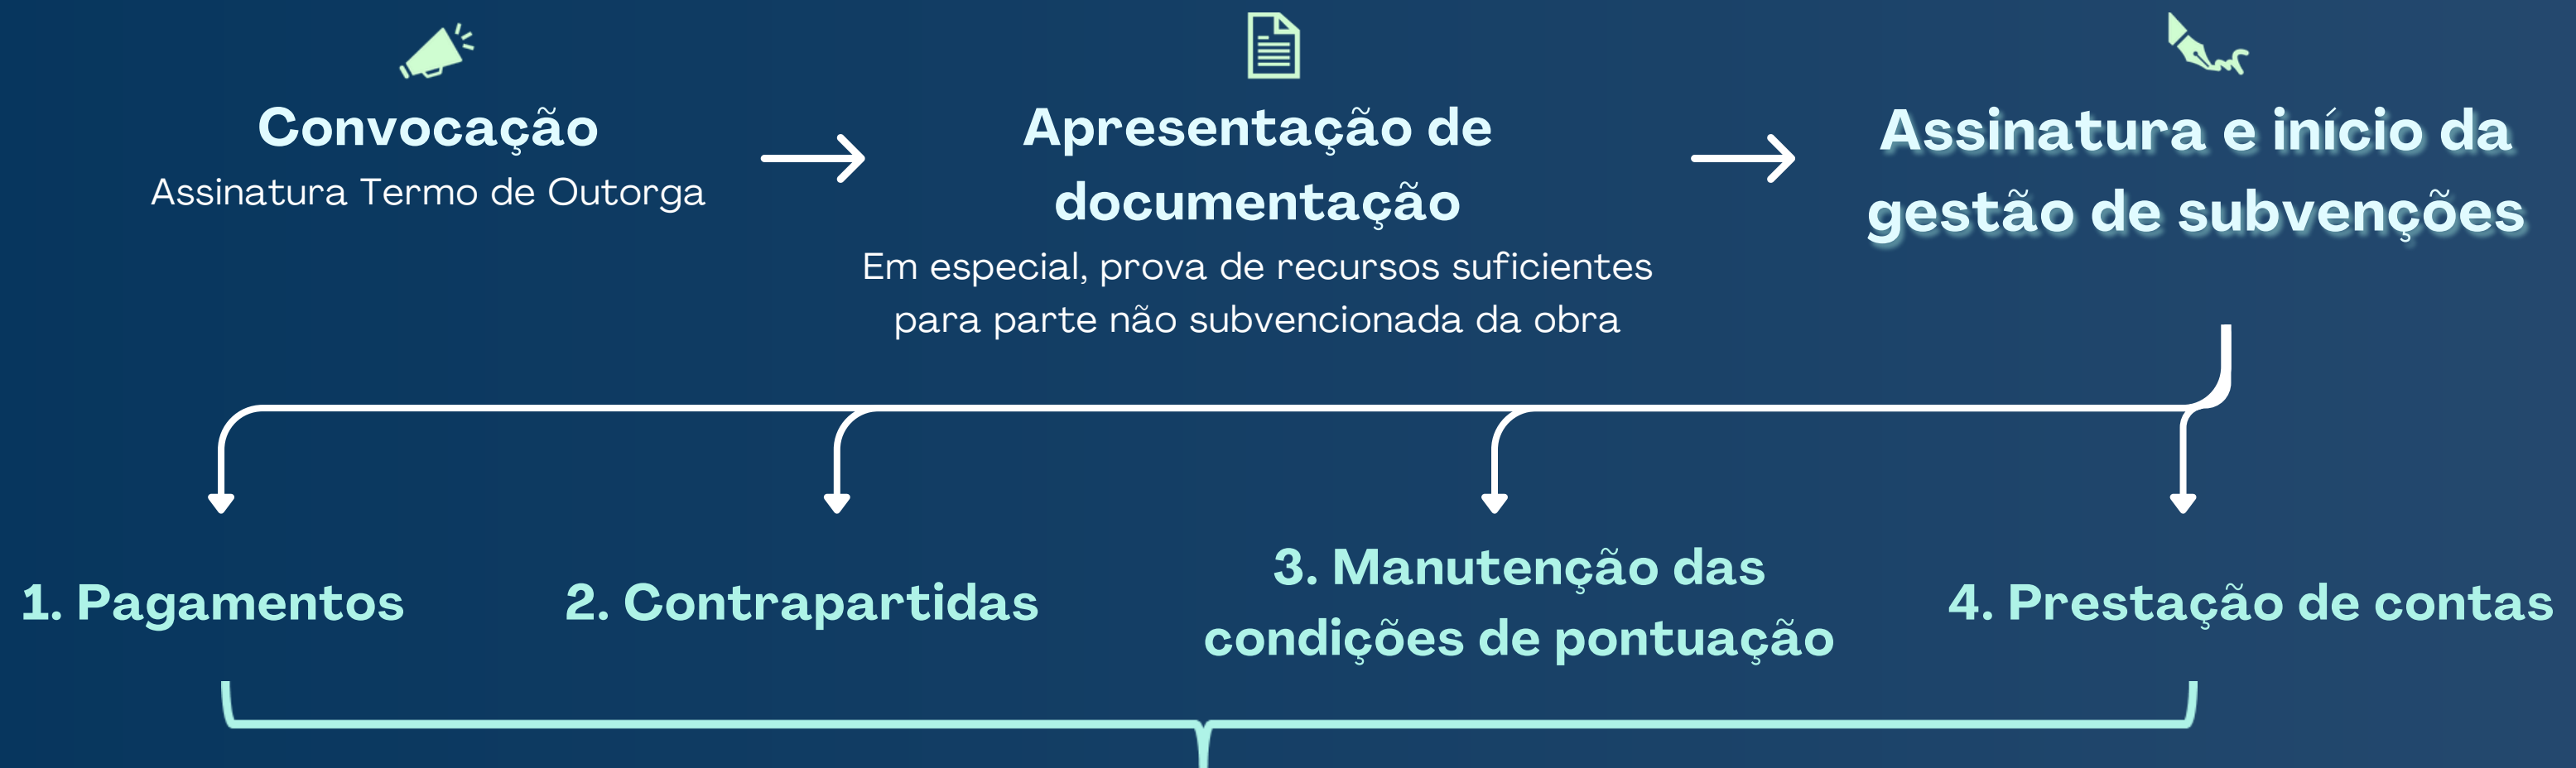 Convocação
Assinatura Termo de Outorga
Apresentação de
documentação
Em especial, prova de recursos suficientes
para parte não subvencionada da obra
Assinatura e início da
gestão de subvenções
1. Pagamentos
2. Contrapartidas
3. Manutenção das
condições de pontuação
4. Prestação de contas